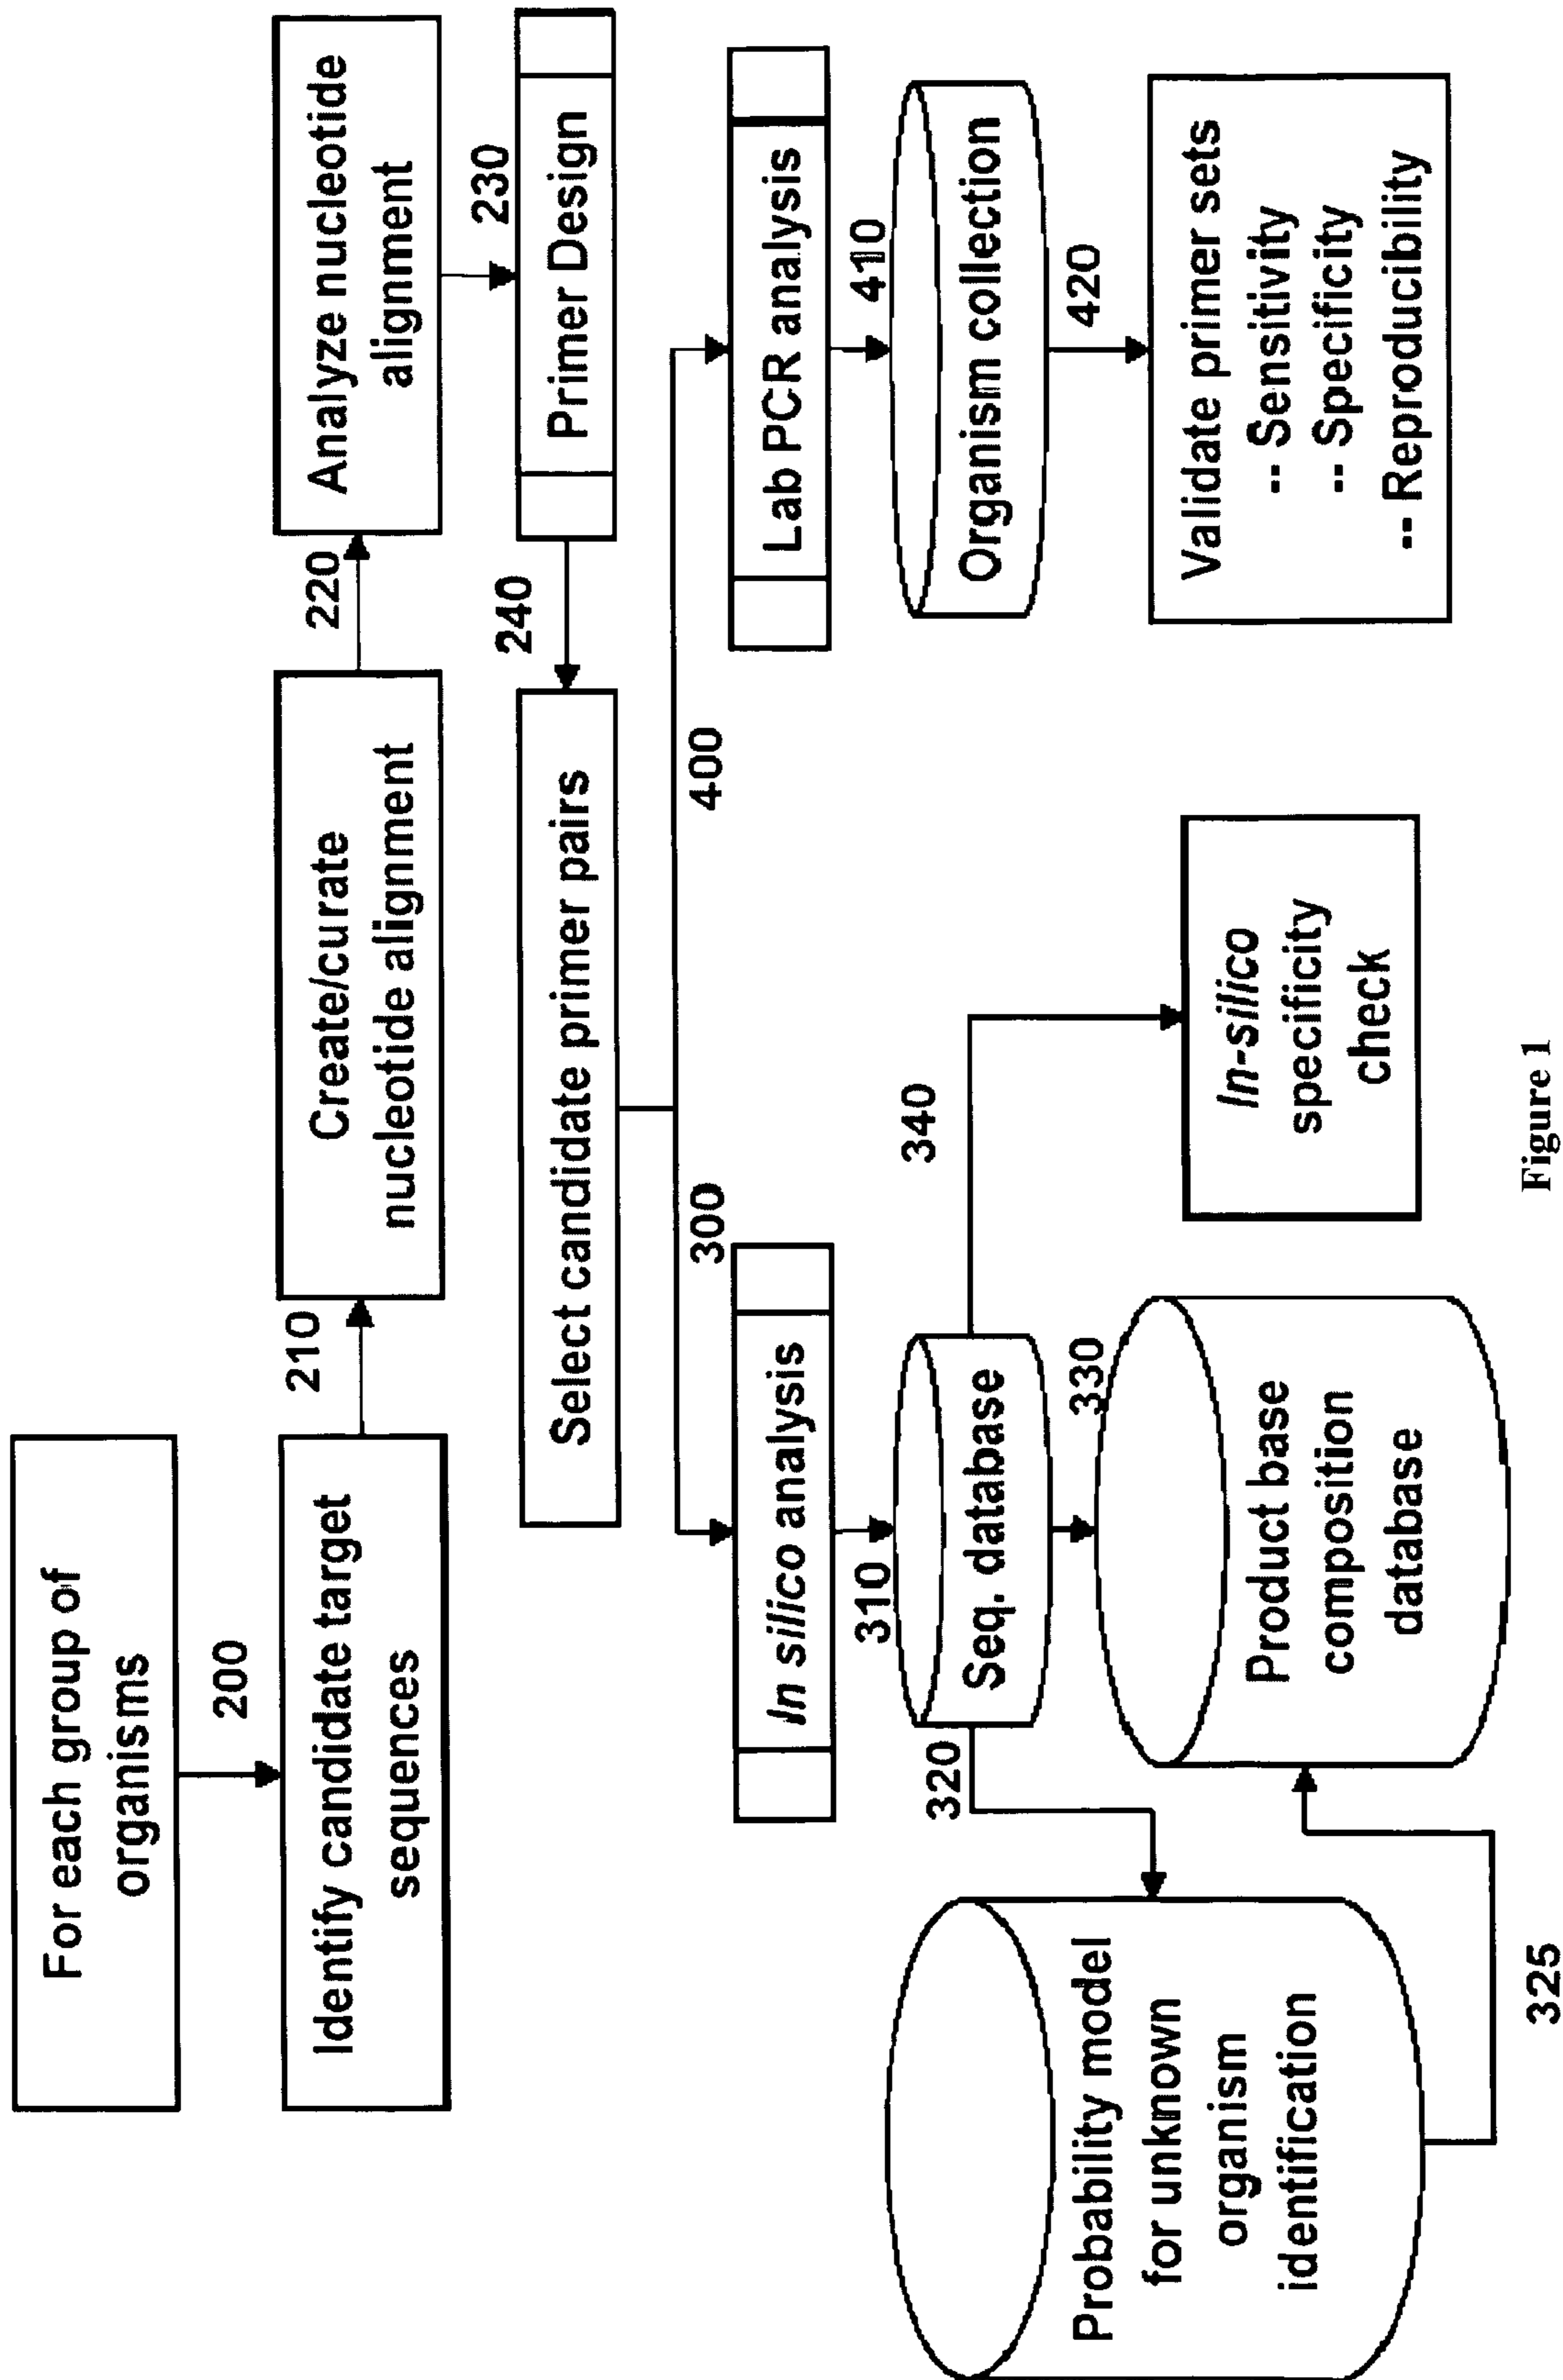 For each group of
organisms
200
Identify candidate target
sequences
210
Create/curate
nucleotide alignment
220
Analyze nucleotide
alignment
230
Primer Design
240
Select candidate primer pairs
300
400
In silico analysis
310
Seq. database
320
Probability model
for unknown
organism
identification
325
330
Product base
composition
database
340
In-silico
specificity
check
Lab PCR analysis
410
Organism collection
420
Validate primer sets
-- Sensitivity
-- Specificity
-- Reproducibility
Figure 1